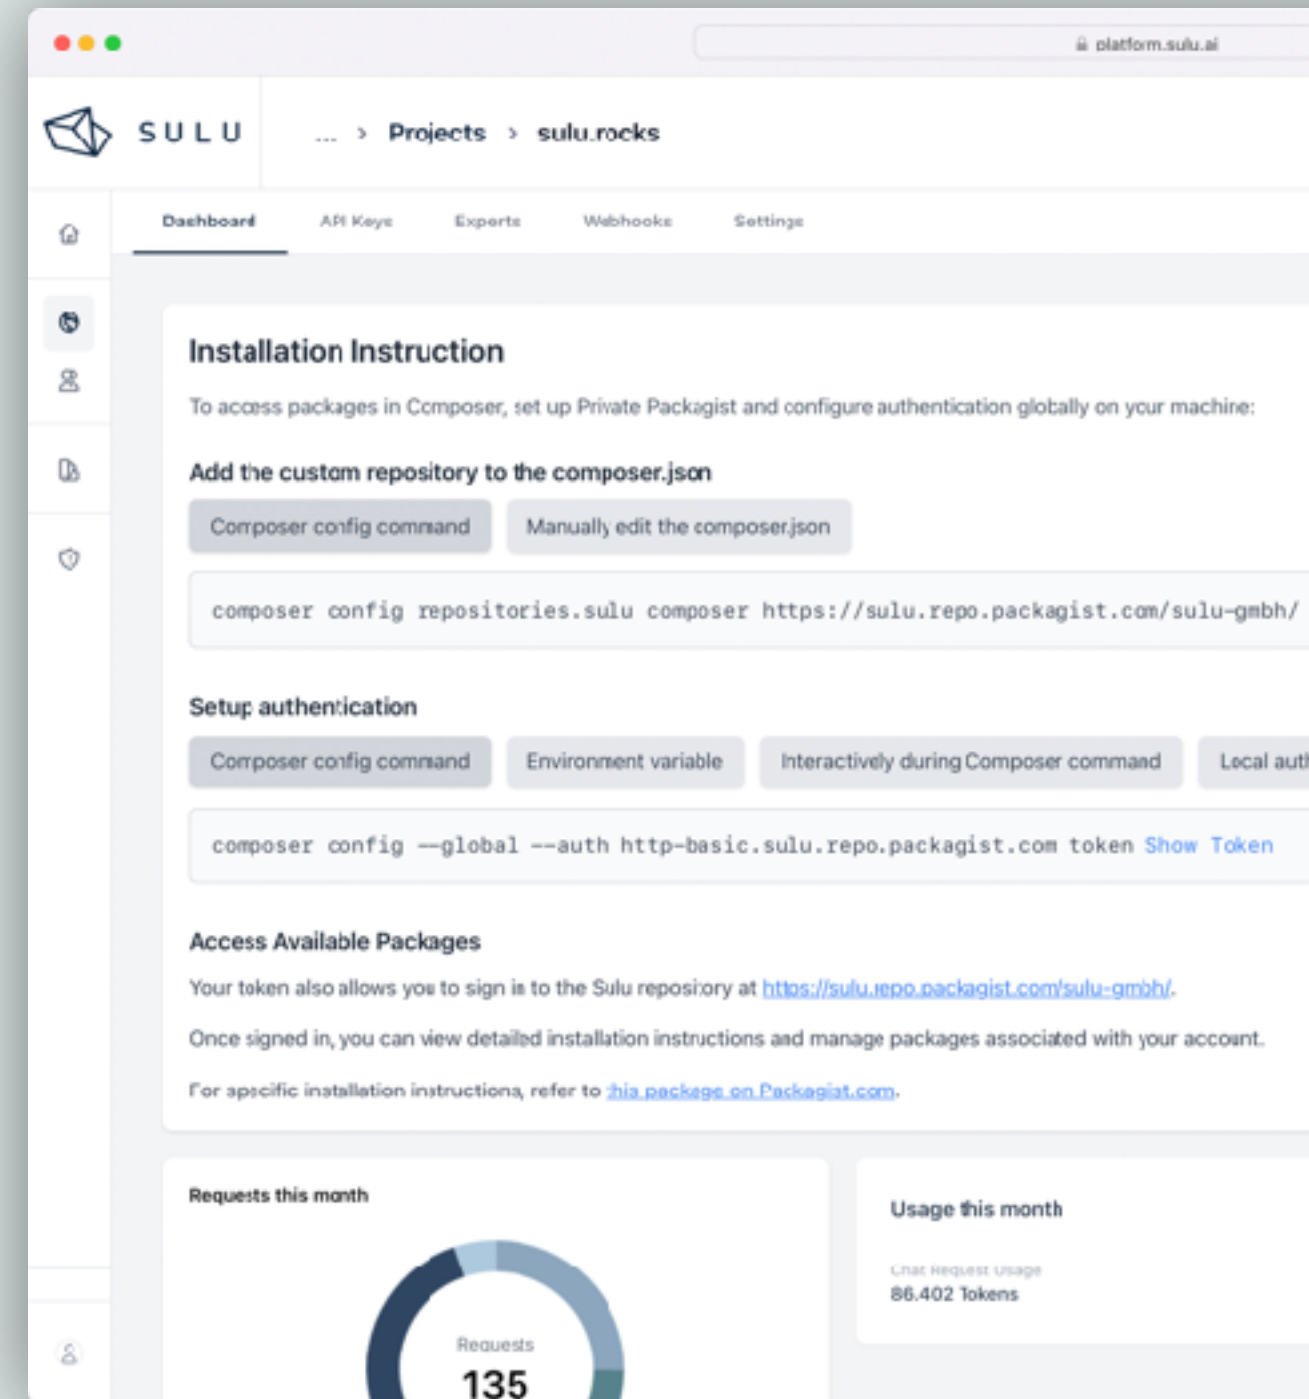 platform.sulu.ai
SULU
... > Projects > sulu.rocks
Dashboard API Keys Experts Webhooks Settings
Installation Instruction
To access packages in Composer, set up Private Packagist and configure authentication globally on your machine:
Add the custom repository to the composer.json
Composer config command Manually edit the composer.json
composer config repositories.sulu composer https://sulu.repo.packagist.com/sulu-gmbh/
Setup authentication
Composer config command Environment variable Interactively during Composer command Local auth
composer config --global --auth http-basic.sulu.repo.packagist.com token Show Token
Access Available Packages
Your token also allows you to sign in to the Sulu repository at https://sulu.repo.packagist.com/sulu-gmbh/.
Once signed in, you can view detailed installation instructions and manage packages associated with your account.
For specific installation instructions, refer to this package on Packagist.com.
Requests this month
Requests
135
Usage this month
Chat Request Usage
86.402 Tokens